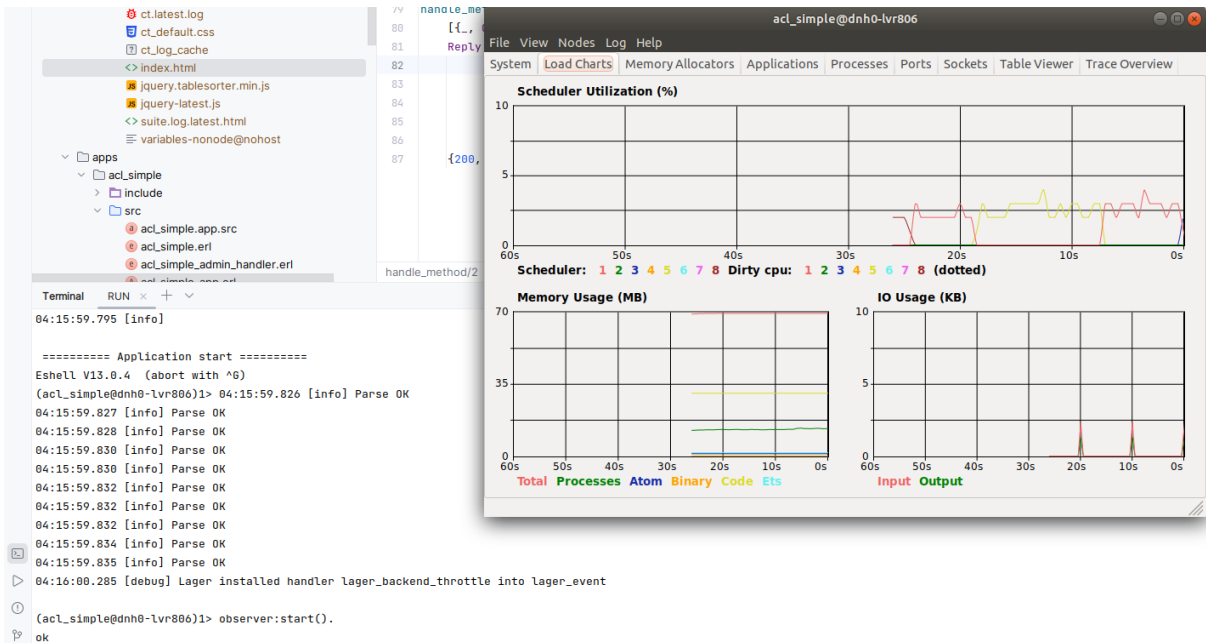 ct.latest.log
ct_default.css
ct_log_cache
index.html
jquery.tablesorter.min.js
jquery-latest.js
suite.log.latest.html
variables-nonode@nohost
apps
acl_simple
include
src
acl_simple.app.src
acl_simple.erl
acl_simple_admin_handler.erl
79 handle_me
80 [{_,
81 Reply
82
83
84
85
86
87 {200,
handle_method/2
acl_simple@dnh0-lvr806
File View Nodes Log Help
System Load Charts Memory Allocators Applications Processes Ports Sockets Table Viewer Trace Overview
Scheduler Utilization (%)
10
5
0
60s 50s 40s 30s 20s 10s 0s
Scheduler: 1 2 3 4 5 6 7 8 Dirty cpu: 1 2 3 4 5 6 7 8 (dotted)
Memory Usage (MB)
70
35
0
60s 50s 40s 30s 20s 10s 0s
Total Processes Atom Binary Code Ets
IO Usage (KB)
10
5
0
60s 50s 40s 30s 20s 10s 0s
Input Output
Terminal RUN
04:15:59.795 [info]
========== Application start ==========
Eshell V13.0.4 (abort with ^G)
(acl_simple@dnh0-lvr806)1> 04:15:59.826 [info] Parse OK
04:15:59.827 [info] Parse OK
04:15:59.828 [info] Parse OK
04:15:59.830 [info] Parse OK
04:15:59.830 [info] Parse OK
04:15:59.832 [info] Parse OK
04:15:59.832 [info] Parse OK
04:15:59.832 [info] Parse OK
04:15:59.834 [info] Parse OK
04:15:59.835 [info] Parse OK
04:16:00.285 [debug] Lager installed handler lager_backend_throttle into lager_event
(acl_simple@dnh0-lvr806)1> observer:start().
ok